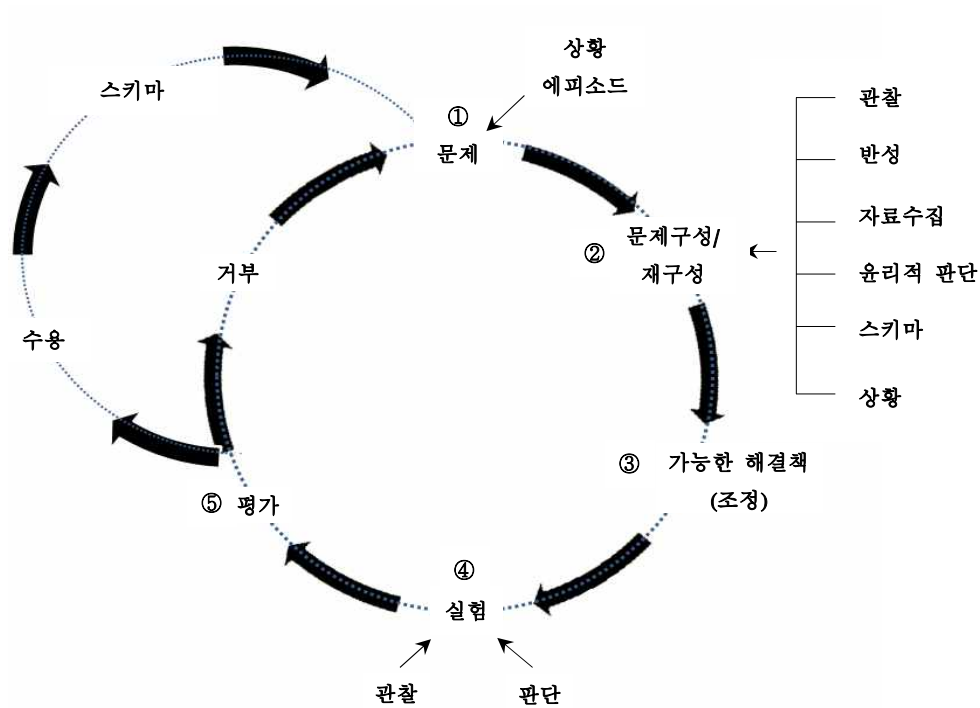 상황
에피소드
스키마
①
문제
관찰
반성
자료수집
윤리적 판단
스키마
상황
② 문제구성/
재구성
거부
수용
③ 가능한 해결책
(조정)
⑤ 평가
④
실험
관찰
판단